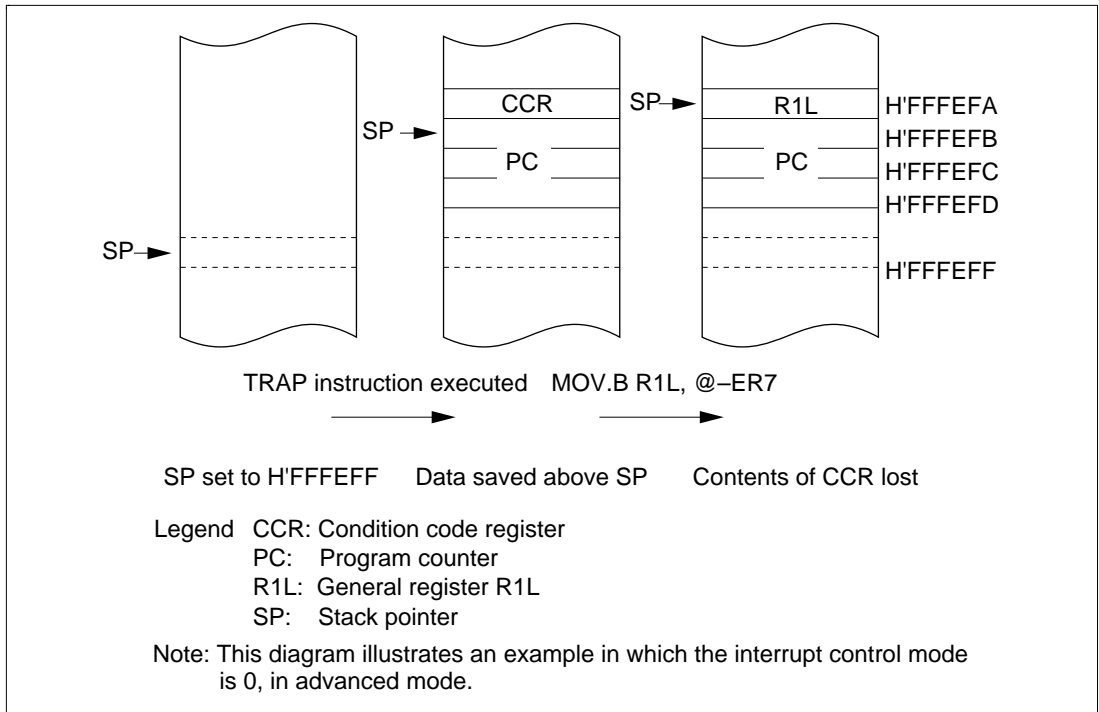 CCR
SP
R1L
H'FFFEFA
SP
H'FFFEFB
PC
PC
H'FFFEFC
H'FFFEFD
SP
H'FFFEFF
TRAP instruction executed
MOV.B R1L, @–ER7
SP set to H'FFFEFF
Data saved above SP
Contents of CCR lost
Legend CCR: Condition code register
PC: Program counter
R1L: General register R1L
SP: Stack pointer
Note: This diagram illustrates an example in which the interrupt control mode
is 0, in advanced mode.